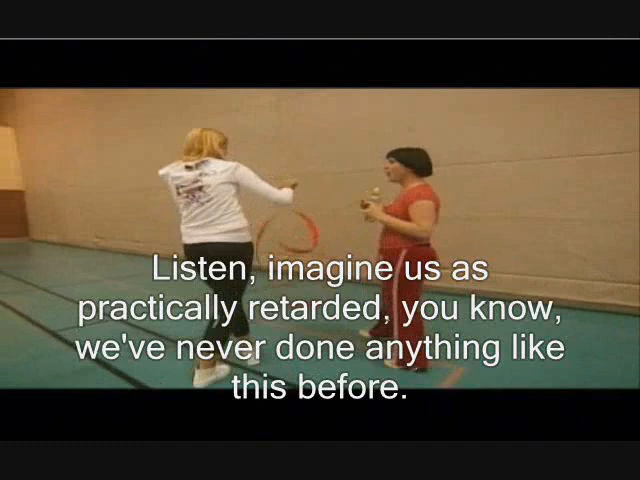 Listen, imagine us as
practically retarded, you know,
we've never done anything like
this before.